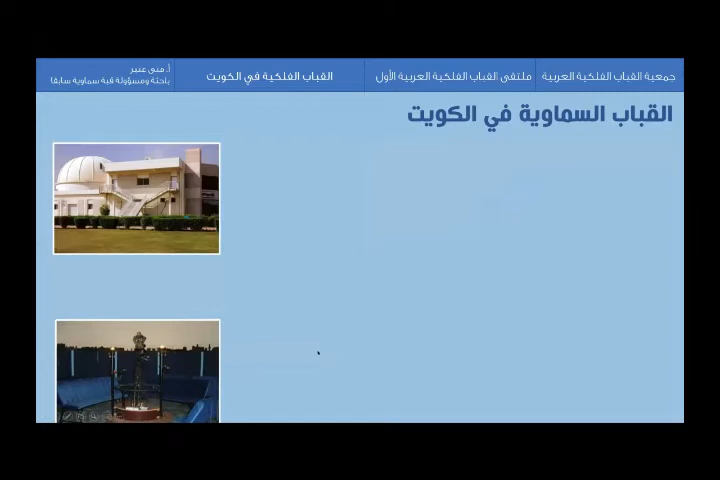 جمعية القباب الفلكية العربية
ملتقى القباب الفلكية العربية الأول
القباب الفلكية في الكويت
أ. منى عنبر
باحثة ومسؤولة قبة سماوية سابقا
القباب السماوية في الكويت